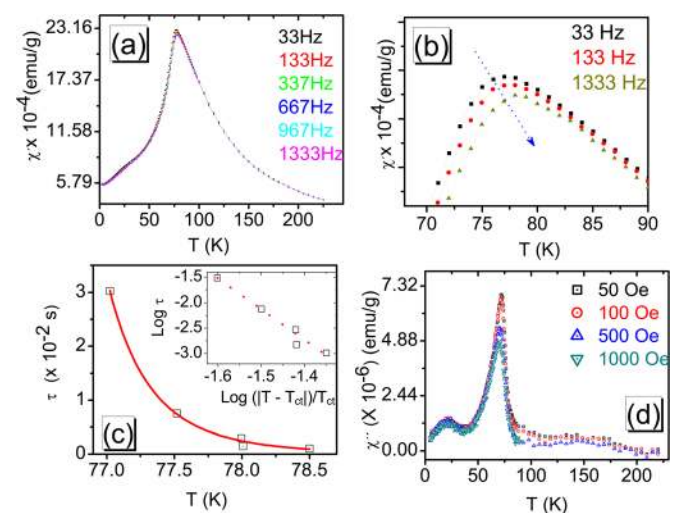 (a)
23.16
17.37
11.58
5.79
χ' x 10⁻⁴(emu/g)
33Hz
133Hz
337Hz
667Hz
967Hz
1333Hz
0 50 75 100 150 200
T (K)
(b)
χ' x 10⁻⁴(emu/g)
33 Hz
133 Hz
1333 Hz
70 75 80 85 90
T (K)
(c)
3
2
1
0
τ (x 10⁻² s)
-1.5
-2.0
-2.5
-3.0
Log τ
-1.6 -1.5 -1.4
Log (|T - T_ct|)/T_ct
77.0 77.5 78.0 78.5
T (K)
(d)
7.32
4.88
2.44
0.00
χ'' (X 10⁻⁶) (emu/g)
50 Oe
100 Oe
500 Oe
1000 Oe
0 50 70 100 150 200
T (K)